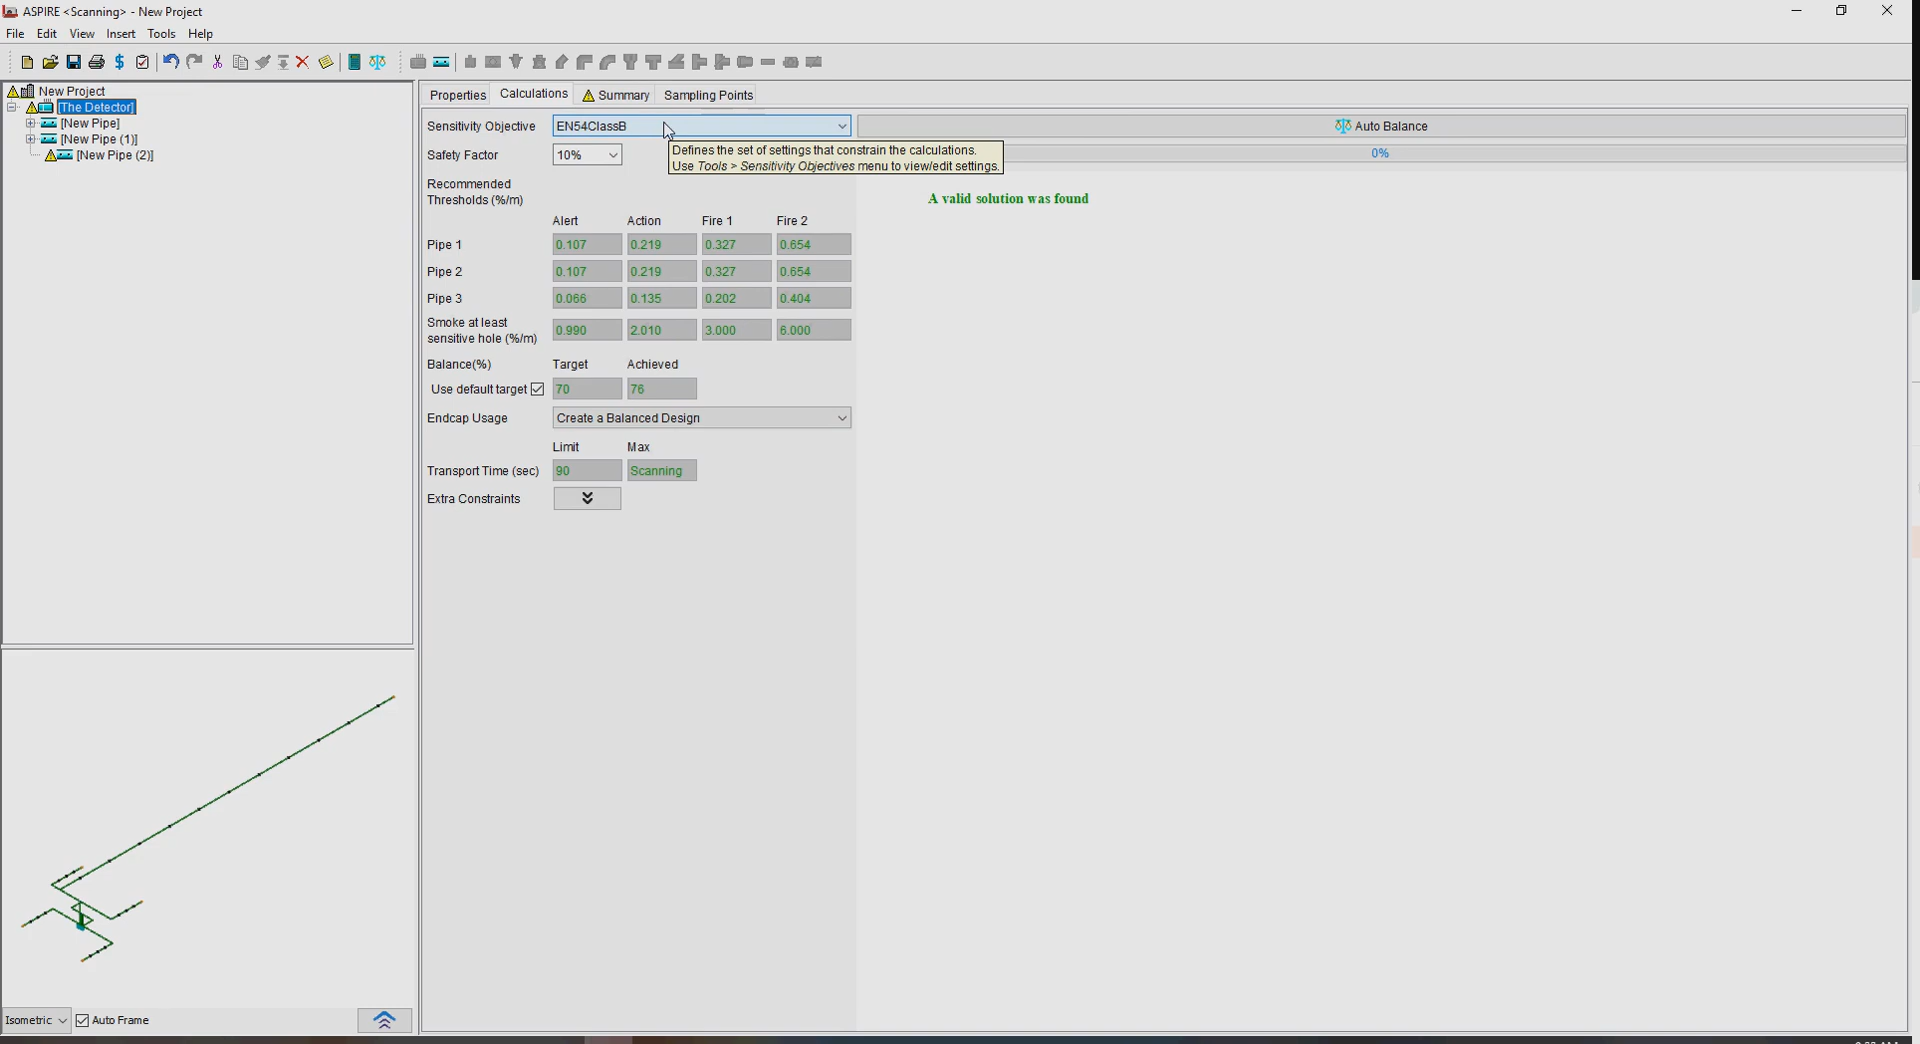 ASPIRE <Scanning> - New Project
File Edit View Insert Tools Help
New Project
[The Detector]
[New Pipe]
[New Pipe (1)]
[New Pipe (2)]
Properties Calculations Summary Sampling Points
Sensitivity Objective EN54ClassB Auto Balance
Safety Factor 10% 0%
Defines the set of settings that constrain the calculations.
Use Tools > Sensitivity Objectives menu to view/edit settings.
Recommended
Thresholds (%/m)
A valid solution was found
Alert Action Fire 1 Fire 2
Pipe 1 0.107 0.219 0.327 0.654
Pipe 2 0.107 0.219 0.327 0.654
Pipe 3 0.066 0.135 0.202 0.404
Smoke at least
sensitive hole (%/m) 0.990 2.010 3.000 6.000
Balance(%) Target Achieved
Use default target 70 76
Endcap Usage Create a Balanced Design
Limit Max
Transport Time (sec) 90 Scanning
Extra Constraints
Isometric Auto Frame